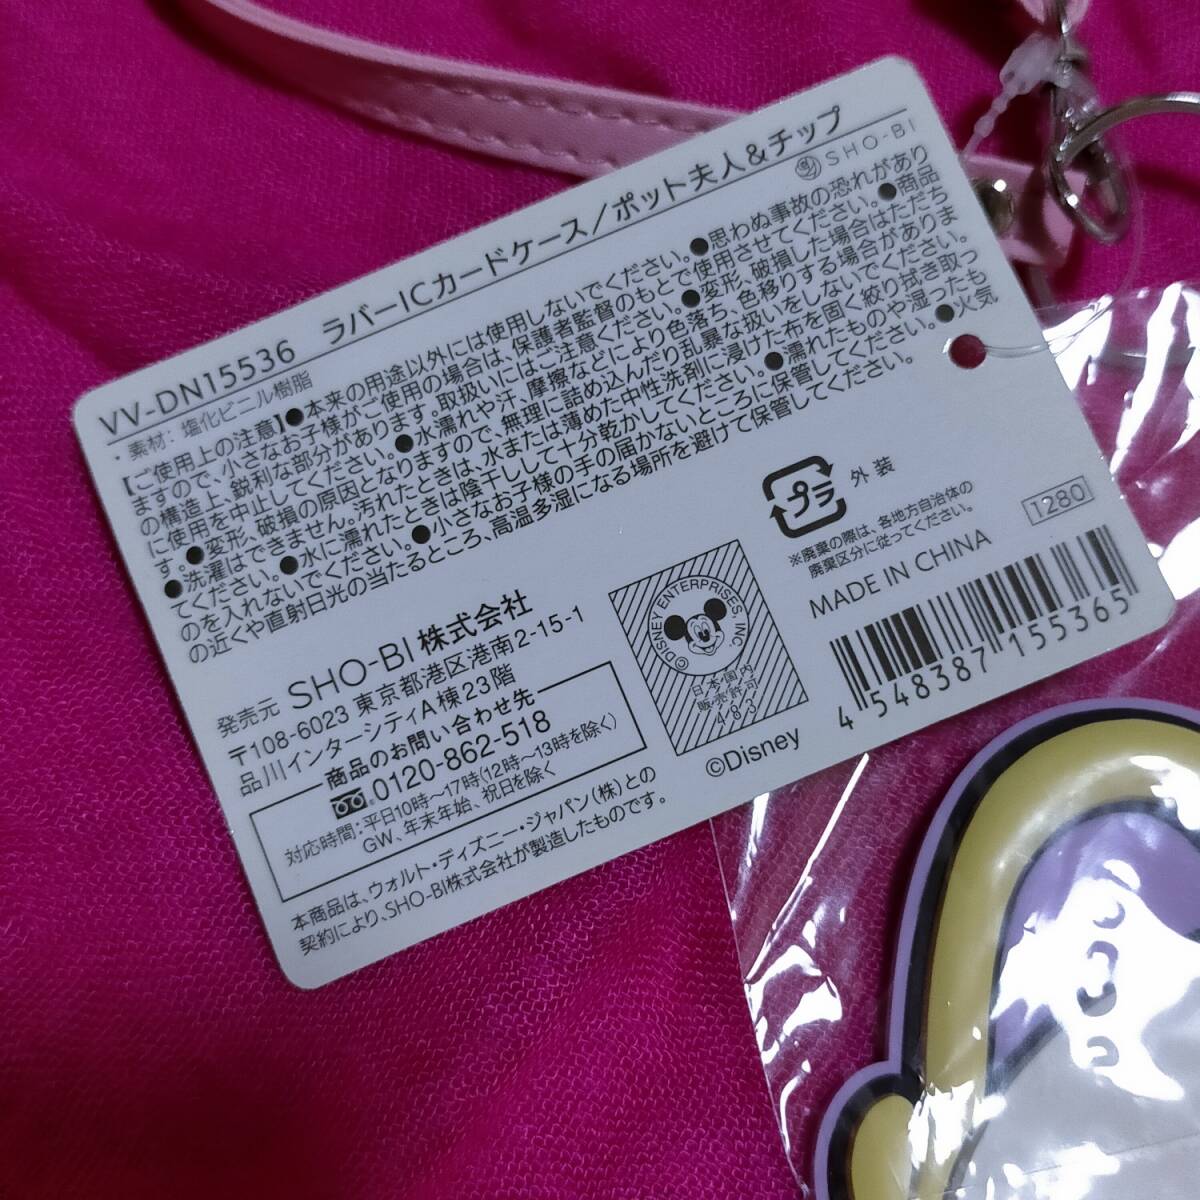 VV-DN15536 ラバーICカードケース/ポット夫人&チップ
SHO-BI
・素材：塩化ビニル樹脂
【ご使用上の注意】●本来の用途以外には使用しないでください。●思わぬ事故の恐れがあり
ますので、小さなお子様がご使用の場合は、保護者監督のもとで使用させてください。●商品
の構造上、鋭利な部分があります。取扱いにはご注意ください。●変形、破損した場合はただち
に使用を中止してください。●水濡れや汗、摩擦などにより色落ち、色移りする場合がありま
す。●変形、破損の原因となりますので、無理に詰め込んだり乱暴な扱いをしないでください。
●洗濯はできません。汚れたときは、水または薄めた中性洗剤に浸けた布を固く絞り拭き取っ
てください。●水に濡れたときは陰干しして十分乾かしてください。●濡れたものや湿ったも
のを入れないでください。●小さなお子様の手の届かないところに保管してください。●火気
の近くや直射日光の当たるところ、高温多湿になる場所を避けて保管してください。
プラ
外装
※廃棄の際は、各地方自治体の
廃棄区分に従ってください。
1280
MADE IN CHINA
4 548387 155365
発売元 SHO-BI株式会社
〒108-6023 東京都港区港南2-15-1
品川インターシティA棟23階
商品のお問い合わせ先
0120-862-518
対応時間：平日10時〜17時(12時〜13時を除く)
GW、年末年始、祝日を除く
本商品は、ウォルト・ディズニー・ジャパン(株)との
契約により、SHO-BI株式会社が製造したものです。
©DISNEY ENTERPRISES, INC.
日本国内
販売許可
483
©Disney